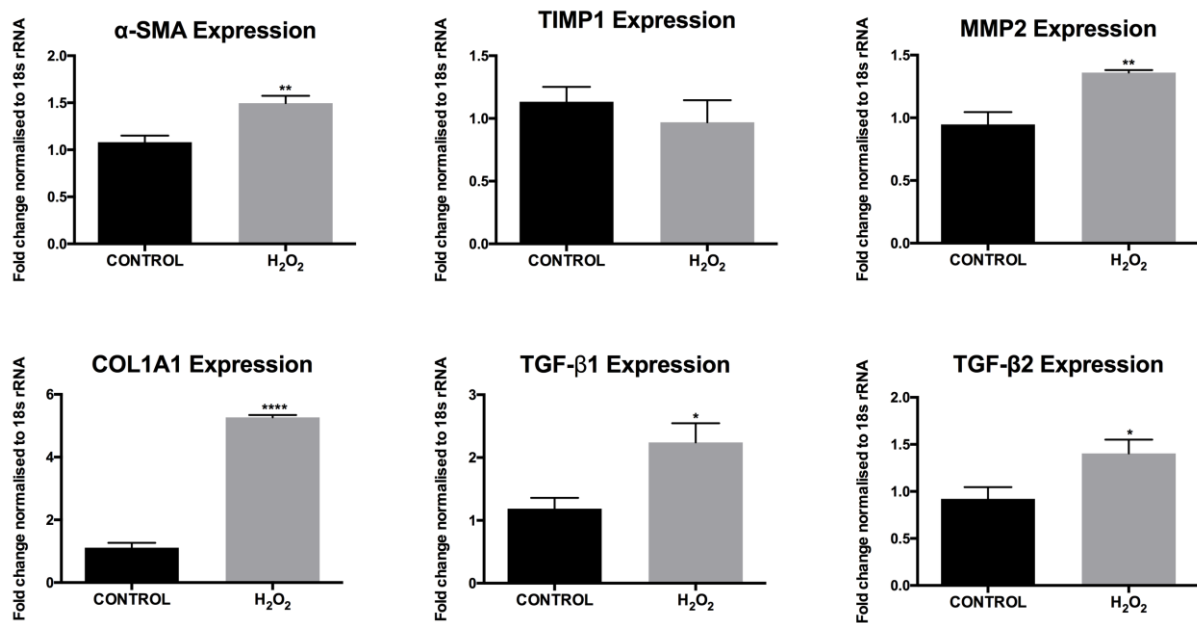 α-SMA Expression
Fold change normalised to 18s rRNA
2.0
1.5
1.0
0.5
0.0
**
CONTROL
H₂O₂
TIMP1 Expression
Fold change normalised to 18s rRNA
1.5
1.0
0.5
0.0
CONTROL
H₂O₂
MMP2 Expression
Fold change normalised to 18s rRNA
1.5
1.0
0.5
0.0
**
CONTROL
H₂O₂
COL1A1 Expression
Fold change normalised to 18s rRNA
6
4
2
0
****
CONTROL
H₂O₂
TGF-β1 Expression
Fold change normalised to 18s rRNA
3
2
1
0
*
CONTROL
H₂O₂
TGF-β2 Expression
Fold change normalised to 18s rRNA
2.0
1.5
1.0
0.5
0.0
*
CONTROL
H₂O₂